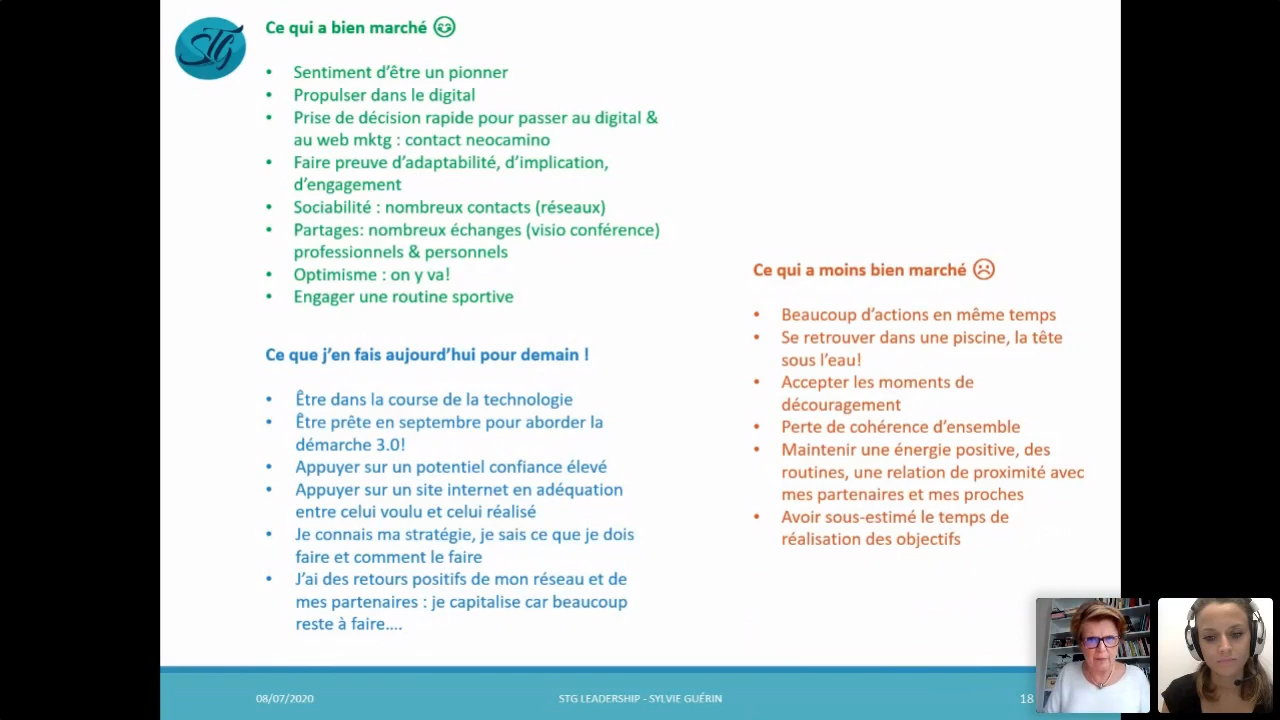 STG
Ce qui a bien marché
• Sentiment d'être un pionner
• Propulser dans le digital
• Prise de décision rapide pour passer au digital &
au web mktg : contact neocamino
• Faire preuve d'adaptabilité, d'implication,
d'engagement
• Sociabilité : nombreux contacts (réseaux)
• Partages: nombreux échanges (visio conférence)
professionnels & personnels
• Optimisme : on y va!
• Engager une routine sportive
Ce que j'en fais aujourd'hui pour demain !
• Être dans la course de la technologie
• Être prête en septembre pour aborder la
démarche 3.0!
• Appuyer sur un potentiel confiance élevé
• Appuyer sur un site internet en adéquation
entre celui voulu et celui réalisé
• Je connais ma stratégie, je sais ce que je dois
faire et comment le faire
• J'ai des retours positifs de mon réseau et de
mes partenaires : je capitalise car beaucoup
reste à faire....
Ce qui a moins bien marché
• Beaucoup d'actions en même temps
• Se retrouver dans une piscine, la tête
sous l'eau!
• Accepter les moments de
découragement
• Perte de cohérence d'ensemble
• Maintenir une énergie positive, des
routines, une relation de proximité avec
mes partenaires et mes proches
• Avoir sous-estimé le temps de
réalisation des objectifs
08/07/2020
STG LEADERSHIP - SYLVIE GUÉRIN
18